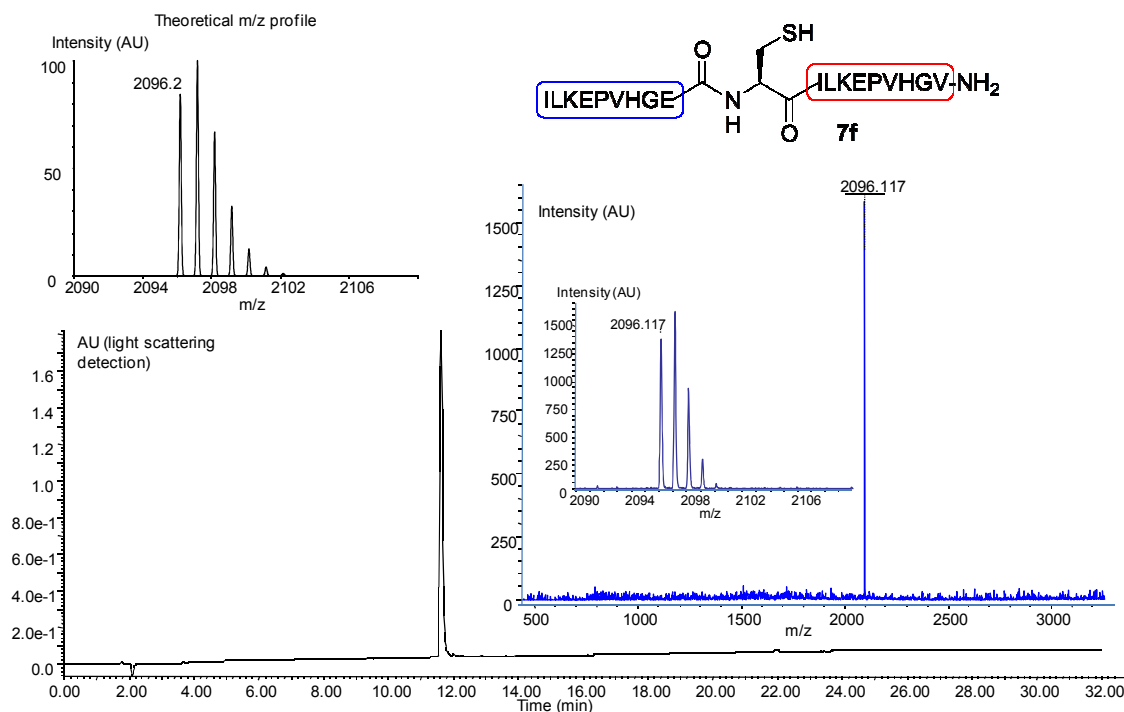 Theoretical m/z profile
Intensity (AU)
100
2096.2
50
0
2090
2094
2098
2102
2106
m/z
O
SH
ILKEPVHGE
N
H
O
ILKEPVHGV-NH2
7f
2096.117
Intensity (AU)
1500
1250
1000
750
500
250
0
500
1000
1500
2000
2500
3000
m/z
Intensity (AU)
2096.117
1500
1250
1000
750
500
250
0
2090
2094
2098
2102
2106
m/z
AU (light scattering
detection)
1.6
1.4
1.2
1.0
8.0e-1
6.0e-1
4.0e-1
2.0e-1
0.0
0.00
2.00
4.00
6.00
8.00
10.00
12.00
14.00
16.00
18.00
20.00
22.00
24.00
26.00
28.00
30.00
32.00
Time (min)